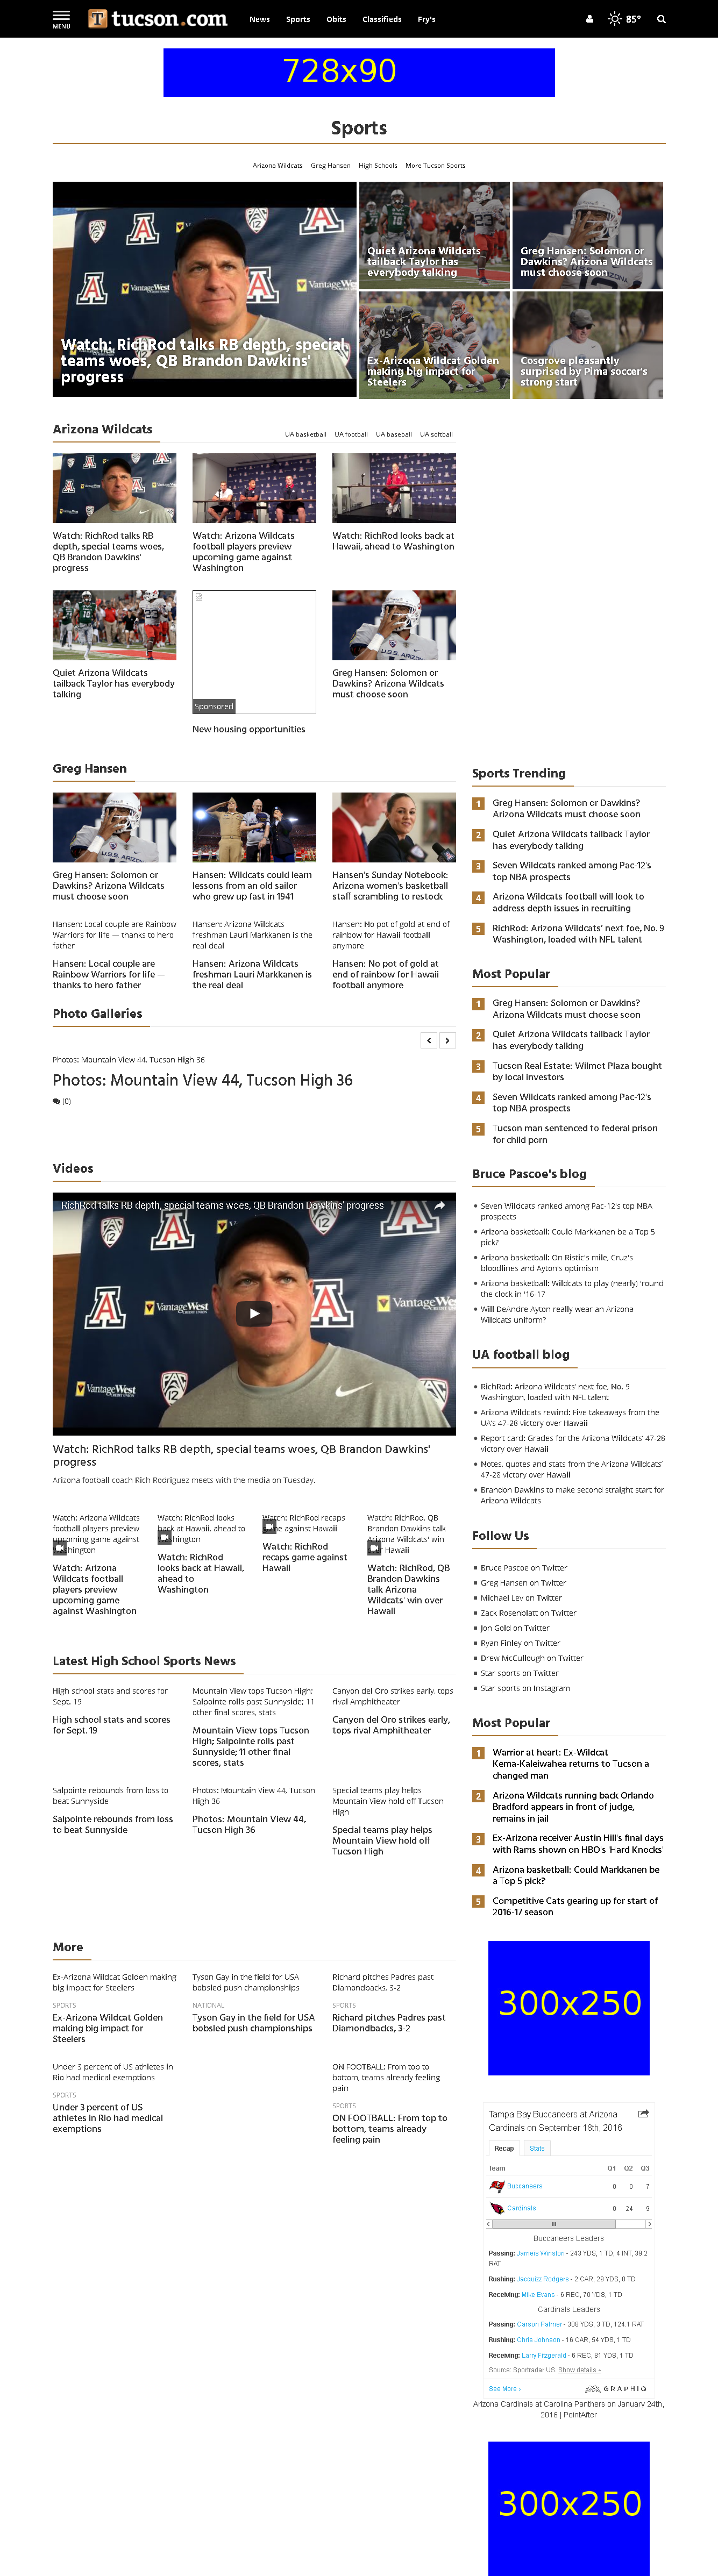 MENU
tucson.com
News Sports Obits Classifieds Fry's
85°
728x90
Sports
Arizona Wildcats Greg Hansen High Schools More Tucson Sports
Watch: RichRod talks RB depth, special
teams woes, QB Brandon Dawkins'
progress
Quiet Arizona Wildcats
tailback Taylor has
everybody talking
Greg Hansen: Solomon or
Dawkins? Arizona Wildcats
must choose soon
Ex-Arizona Wildcat Golden
making big impact for
Steelers
Cosgrove pleasantly
surprised by Pima soccer's
strong start
Arizona Wildcats
UA basketball UA football UA baseball UA softball
Watch: RichRod talks RB
depth, special teams woes,
QB Brandon Dawkins'
progress
Watch: Arizona Wildcats
football players preview
upcoming game against
Washington
Watch: RichRod looks back at
Hawaii, ahead to Washington
Quiet Arizona Wildcats
tailback Taylor has everybody
talking
Sponsored
New housing opportunities
Greg Hansen: Solomon or
Dawkins? Arizona Wildcats
must choose soon
Greg Hansen
Greg Hansen: Solomon or
Dawkins? Arizona Wildcats
must choose soon
Hansen: Wildcats could learn
lessons from an old sailor
who grew up fast in 1941
Hansen's Sunday Notebook:
Arizona women's basketball
staff scrambling to restock
Hansen: Local couple are Rainbow
Warriors for life — thanks to hero
father
Hansen: Local couple are
Rainbow Warriors for life —
thanks to hero father
Hansen: Arizona Wildcats
freshman Lauri Markkanen is the
real deal
Hansen: Arizona Wildcats
freshman Lauri Markkanen is
the real deal
Hansen: No pot of gold at end of
rainbow for Hawaii football
anymore
Hansen: No pot of gold at
end of rainbow for Hawaii
football anymore
Photo Galleries
Photos: Mountain View 44, Tucson High 36
Photos: Mountain View 44, Tucson High 36
(0)
Videos
RichRod talks RB depth, special teams woes, QB Brandon Dawkins' progress
Watch: RichRod talks RB depth, special teams woes, QB Brandon Dawkins'
progress
Arizona football coach Rich Rodriguez meets with the media on Tuesday.
Watch: Arizona Wildcats
football players preview
upcoming game against
Washington
Watch: Arizona
Wildcats football
players preview
upcoming game
against Washington
Watch: RichRod looks
back at Hawaii, ahead to
Washington
Watch: RichRod
looks back at Hawaii,
ahead to
Washington
Watch: RichRod recaps
game against Hawaii
Watch: RichRod
recaps game against
Hawaii
Watch: RichRod, QB
Brandon Dawkins talk
Arizona Wildcats' win
over Hawaii
Watch: RichRod, QB
Brandon Dawkins
talk Arizona
Wildcats' win over
Hawaii
Latest High School Sports News
High school stats and scores for
Sept. 19
High school stats and scores
for Sept. 19
Mountain View tops Tucson High;
Salpointe rolls past Sunnyside; 11
other final scores, stats
Mountain View tops Tucson
High; Salpointe rolls past
Sunnyside; 11 other final
scores, stats
Canyon del Oro strikes early, tops
rival Amphitheater
Canyon del Oro strikes early,
tops rival Amphitheater
Salpointe rebounds from loss to
beat Sunnyside
Salpointe rebounds from loss
to beat Sunnyside
Photos: Mountain View 44, Tucson
High 36
Photos: Mountain View 44,
Tucson High 36
Special teams play helps
Mountain View hold off Tucson
High
Special teams play helps
Mountain View hold off
Tucson High
More
Ex-Arizona Wildcat Golden making
big impact for Steelers
SPORTS
Ex-Arizona Wildcat Golden
making big impact for
Steelers
Tyson Gay in the field for USA
bobsled push championships
NATIONAL
Tyson Gay in the field for USA
bobsled push championships
Richard pitches Padres past
Diamondbacks, 3-2
SPORTS
Richard pitches Padres past
Diamondbacks, 3-2
Under 3 percent of US athletes in
Rio had medical exemptions
SPORTS
Under 3 percent of US
athletes in Rio had medical
exemptions
ON FOOTBALL: From top to
bottom, teams already feeling
pain
SPORTS
ON FOOTBALL: From top to
bottom, teams already
feeling pain
Sports Trending
1 Greg Hansen: Solomon or Dawkins?
Arizona Wildcats must choose soon
2 Quiet Arizona Wildcats tailback Taylor
has everybody talking
3 Seven Wildcats ranked among Pac-12's
top NBA prospects
4 Arizona Wildcats football will look to
address depth issues in recruiting
5 RichRod: Arizona Wildcats' next foe, No. 9
Washington, loaded with NFL talent
Most Popular
1 Greg Hansen: Solomon or Dawkins?
Arizona Wildcats must choose soon
2 Quiet Arizona Wildcats tailback Taylor
has everybody talking
3 Tucson Real Estate: Wilmot Plaza bought
by local investors
4 Seven Wildcats ranked among Pac-12's
top NBA prospects
5 Tucson man sentenced to federal prison
for child porn
Bruce Pascoe's blog
Seven Wildcats ranked among Pac-12's top NBA
prospects
Arizona basketball: Could Markkanen be a Top 5
pick?
Arizona basketball: On Ristic's mile, Cruz's
bloodlines and Ayton's optimism
Arizona basketball: Wildcats to play (nearly) 'round
the clock in '16-17
Will DeAndre Ayton really wear an Arizona
Wildcats uniform?
UA football blog
RichRod: Arizona Wildcats' next foe, No. 9
Washington, loaded with NFL talent
Arizona Wildcats rewind: Five takeaways from the
UA's 47-28 victory over Hawaii
Report card: Grades for the Arizona Wildcats' 47-28
victory over Hawaii
Notes, quotes and stats from the Arizona Wildcats'
47-28 victory over Hawaii
Brandon Dawkins to make second straight start for
Arizona Wildcats
Follow Us
Bruce Pascoe on Twitter
Greg Hansen on Twitter
Michael Lev on Twitter
Zack Rosenblatt on Twitter
Jon Gold on Twitter
Ryan Finley on Twitter
Drew McCullough on Twitter
Star sports on Twitter
Star sports on Instagram
Most Popular
1 Warrior at heart: Ex-Wildcat
Kema-Kaleiwahea returns to Tucson a
changed man
2 Arizona Wildcats running back Orlando
Bradford appears in front of judge,
remains in jail
3 Ex-Arizona receiver Austin Hill's final days
with Rams shown on HBO's 'Hard Knocks'
4 Arizona basketball: Could Markkanen be
a Top 5 pick?
5 Competitive Cats gearing up for start of
2016-17 season
300x250
Tampa Bay Buccaneers at Arizona
Cardinals on September 18th, 2016
Recap Stats
Team Q1 Q2 Q3
Buccaneers 0 0 7
Cardinals 0 24 9
Buccaneers Leaders
Passing: Jameis Winston - 243 YDS, 1 TD, 4 INT, 39.2
RAT
Rushing: Jacquizz Rodgers - 2 CAR, 29 YDS, 0 TD
Receiving: Mike Evans - 6 REC, 70 YDS, 1 TD
Cardinals Leaders
Passing: Carson Palmer - 308 YDS, 3 TD, 124.1 RAT
Rushing: Chris Johnson - 16 CAR, 54 YDS, 1 TD
Receiving: Larry Fitzgerald - 6 REC, 81 YDS, 1 TD
Source: Sportradar US. Show details
See More › GRAPHIQ
Arizona Cardinals at Carolina Panthers on January 24th,
2016 | PointAfter
300x250